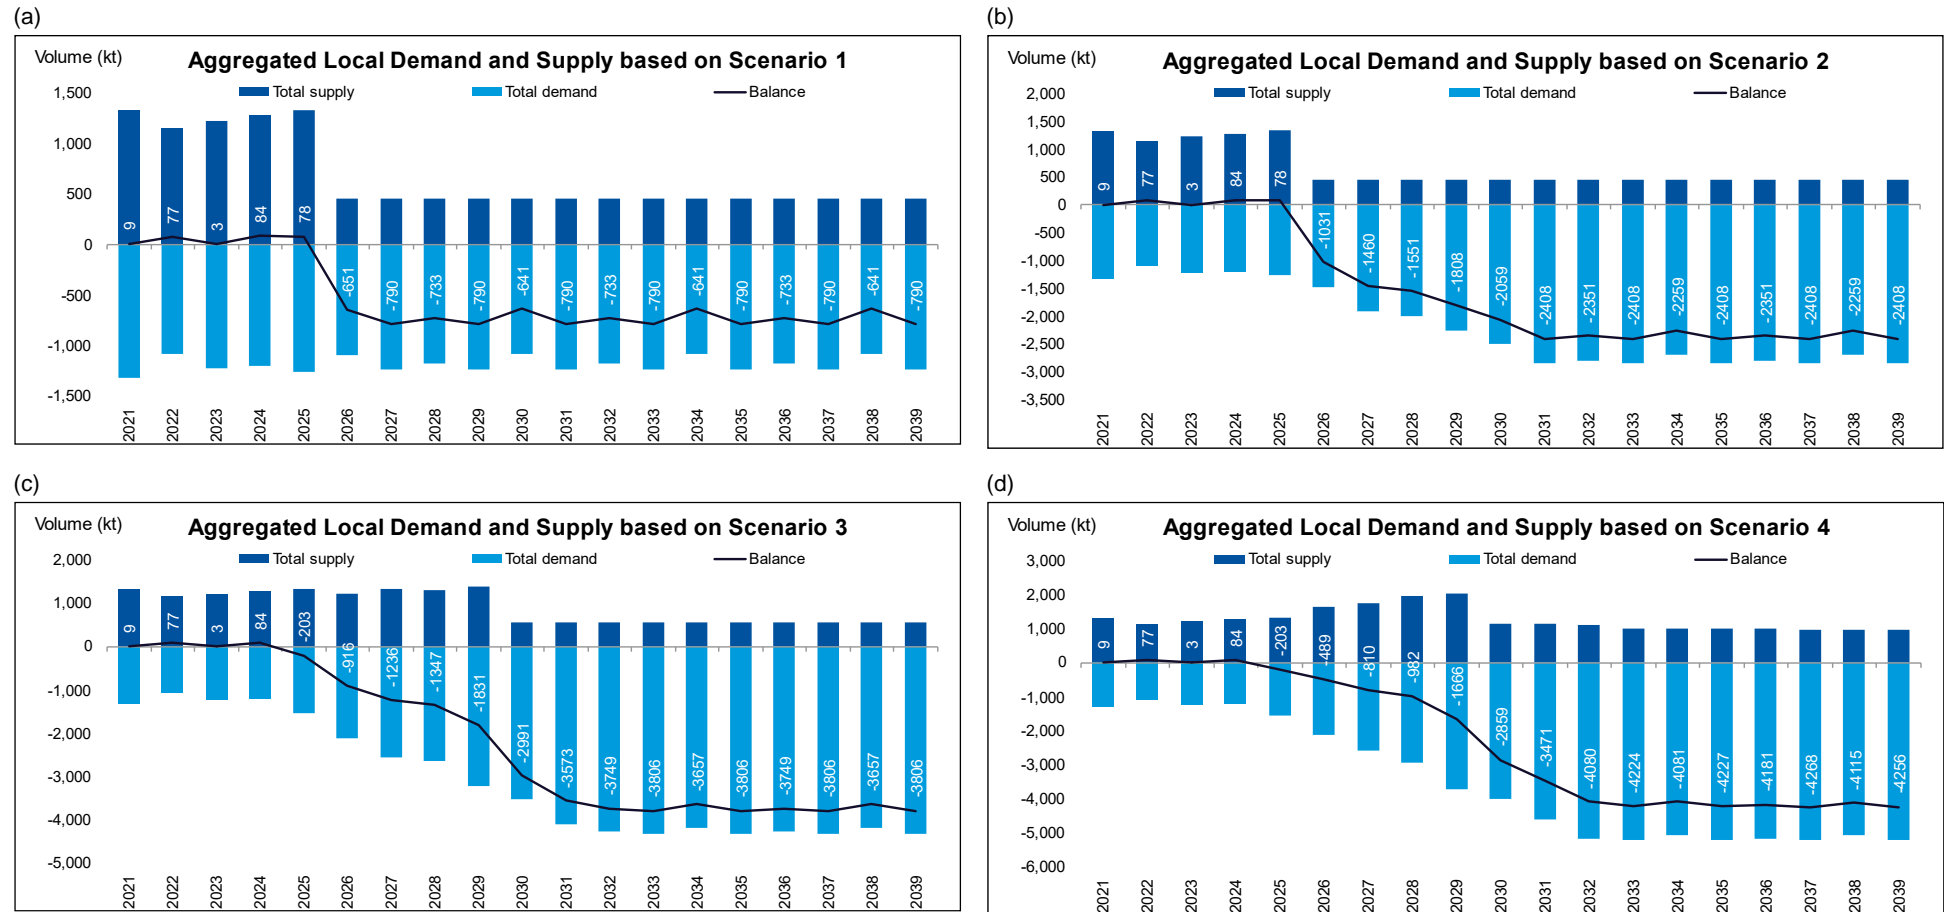 (a)
Volume (kt)
Aggregated Local Demand and Supply based on Scenario 1
Total supply Total demand Balance
1,500
1,000
500
0
-500
-1,000
-1,500
9 77 3 84 78 -651 -790 -733 -790 -641 -790 -733 -790 -641 -790 -733 -790 -641 -790
2021 2022 2023 2024 2025 2026 2027 2028 2029 2030 2031 2032 2033 2034 2035 2036 2037 2038 2039
(b)
Volume (kt)
Aggregated Local Demand and Supply based on Scenario 2
Total supply Total demand Balance
2,000
1,500
1,000
500
0
-500
-1,000
-1,500
-2,000
-2,500
-3,000
-3,500
9 77 3 84 78 -1031 -1460 -1551 -1808 -2059 -2408 -2351 -2408 -2259 -2408 -2351 -2408 -2259 -2408
2021 2022 2023 2024 2025 2026 2027 2028 2029 2030 2031 2032 2033 2034 2035 2036 2037 2038 2039
(c)
Volume (kt)
Aggregated Local Demand and Supply based on Scenario 3
Total supply Total demand Balance
2,000
1,000
0
-1,000
-2,000
-3,000
-4,000
-5,000
9 77 3 84 -203 -916 -1236 -1347 -1831 -2991 -3573 -3749 -3806 -3657 -3806 -3749 -3806 -3657 -3806
2021 2022 2023 2024 2025 2026 2027 2028 2029 2030 2031 2032 2033 2034 2035 2036 2037 2038 2039
(d)
Volume (kt)
Aggregated Local Demand and Supply based on Scenario 4
Total supply Total demand Balance
3,000
2,000
1,000
0
-1,000
-2,000
-3,000
-4,000
-5,000
-6,000
9 77 3 84 -203 -489 -810 -982 -1666 -2859 -3471 -4080 -4224 -4081 -4227 -4181 -4268 -4115 -4256
2021 2022 2023 2024 2025 2026 2027 2028 2029 2030 2031 2032 2033 2034 2035 2036 2037 2038 2039